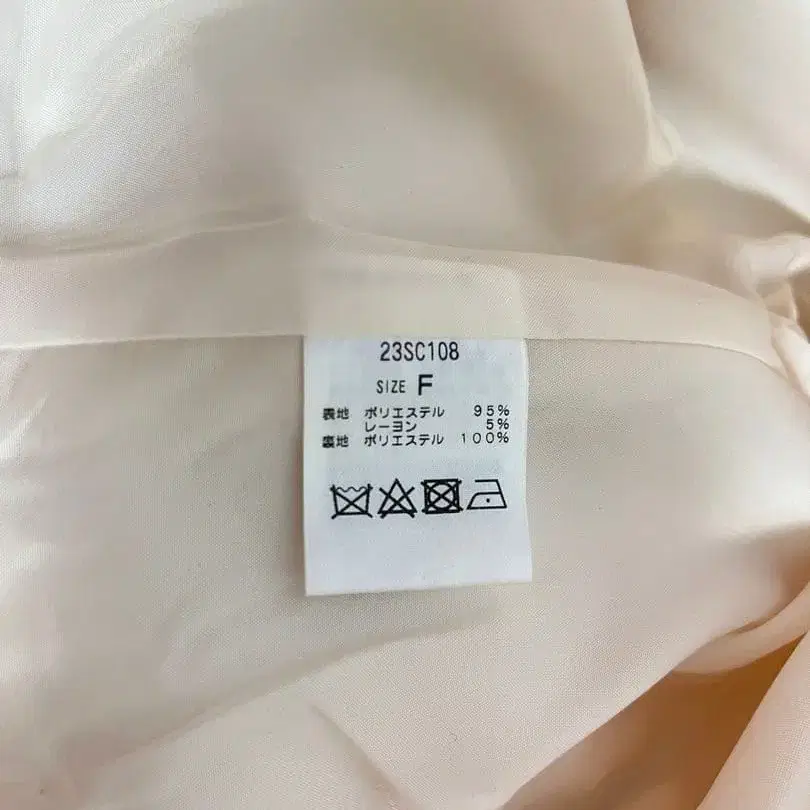 23SC108
SIZE F
表地 ポリエステル 95%
レーヨン 5%
裏地 ポリエステル 100%